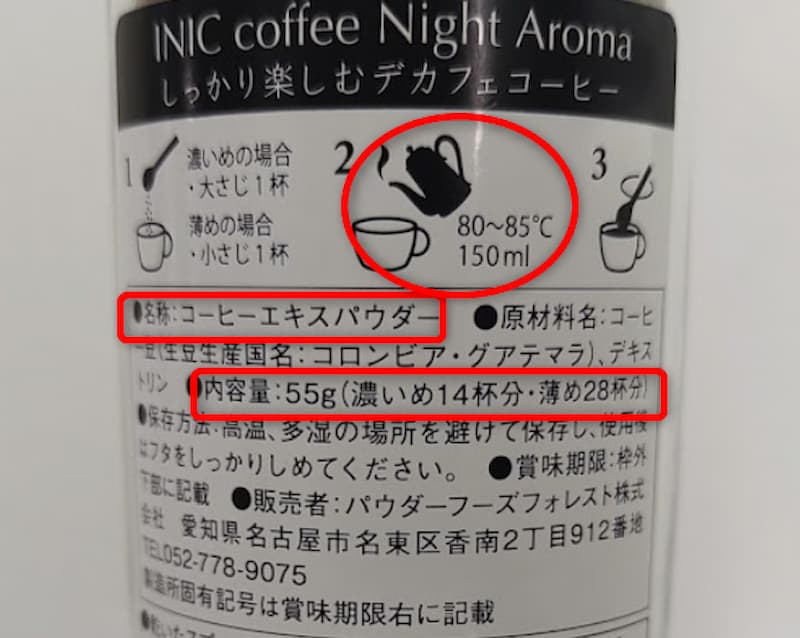 INIC coffee Night Aroma
しっかり楽しむデカフェコーヒー
1
濃いめの場合
・大さじ1杯
薄めの場合
・小さじ1杯
2
80〜85℃
150ml
3
●名称:コーヒーエキスパウダー ●原材料名:コーヒ
ー豆(生豆生産国名:コロンビア・グアテマラ)、デキス
トリン ●内容量:55g(濃いめ14杯分・薄め28杯分)
●保存方法:高温、多湿の場所を避けて保存し、使用後
はフタをしっかりしめてください。 ●賞味期限:枠外
下部に記載 ●販売者:パウダーフーズフォレスト株式
会社 愛知県名古屋市名東区香南2丁目912番地
TEL052-778-9075
製造所固有記号は賞味期限右に記載
●乾いたスプ